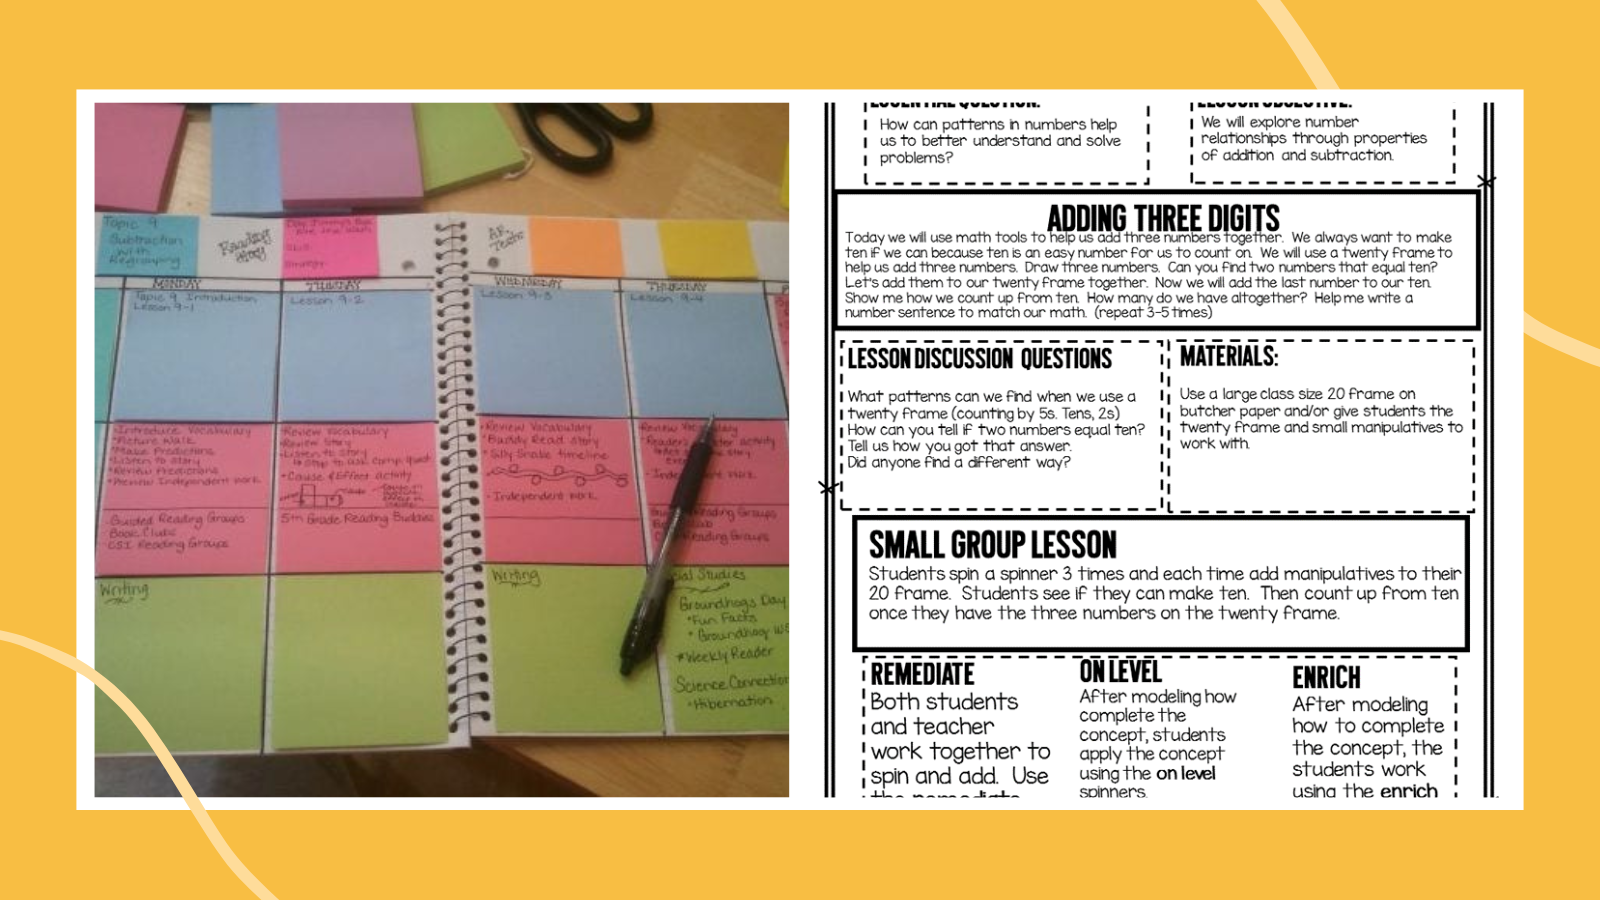 Topic 9
Subtraction
with
Regrouping
Reading
Story
AR
Tests
MONDAY
TUESDAY
WEDNESDAY
THURSDAY
Topic 9 Introduction
Lesson 9-1
Lesson 9-2
Lesson 9-3
Lesson 9-4
•Introduce Vocabulary
•Picture Walk
•Make Predictions
•Listen to Story
•Review Predictions
•Preview Independent Work
•Review Vocabulary
•Review Story
•Listen to Story
•Cause & Effect activity
•Review Vocabulary
•Buddy Read story
•Silly Snake timeline
•Independent Work
•Guided Reading Groups
Book Clubs
CSI Reading Groups
5th Grade Reading Buddies
Reading Groups
Reading Groups
Writing
Writing
Social Studies
Groundhogs Day
•Fun Facts
•Groundhog
*Weekly Reader
Science Connection
•Hibernation
ESSENTIAL QUESTION:
How can patterns in numbers help
us to better understand and solve
problems?
LESSON OBJECTIVE:
We will explore number
relationships through properties
of addition and subtraction.
ADDING THREE DIGITS
Today we will use math tools to help us add three numbers together. We always want to make
ten if we can because ten is an easy number for us to count on. We will use a twenty frame to
help us add three numbers. Draw three numbers. Can you find two numbers that equal ten?
Let's add them to our twenty frame together. Now we will add the last number to our ten.
Show me how we count up from ten. How many do we have altogether? Help me write a
number sentence to match our math. (repeat 3-5 times)
LESSON DISCUSSION QUESTIONS
What patterns can we find when we use a
twenty frame (counting by 5s. Tens, 2s)
How can you tell if two numbers equal ten?
Tell us how you got that answer.
Did anyone find a different way?
MATERIALS:
Use a large class size 20 frame on
butcher paper and/or give students the
twenty frame and small manipulatives to
work with.
SMALL GROUP LESSON
Students spin a spinner 3 times and each time add manipulatives to their
20 frame. Students see if they can make ten. Then count up from ten
once they have the three numbers on the twenty frame.
REMEDIATE
Both students
and teacher
work together to
spin and add. Use
the remediate
ON LEVEL
After modeling how
complete the
concept, students
apply the concept
using the on level
spinners.
ENRICH
After modeling
how to complete
the concept, the
students work
using the enrich